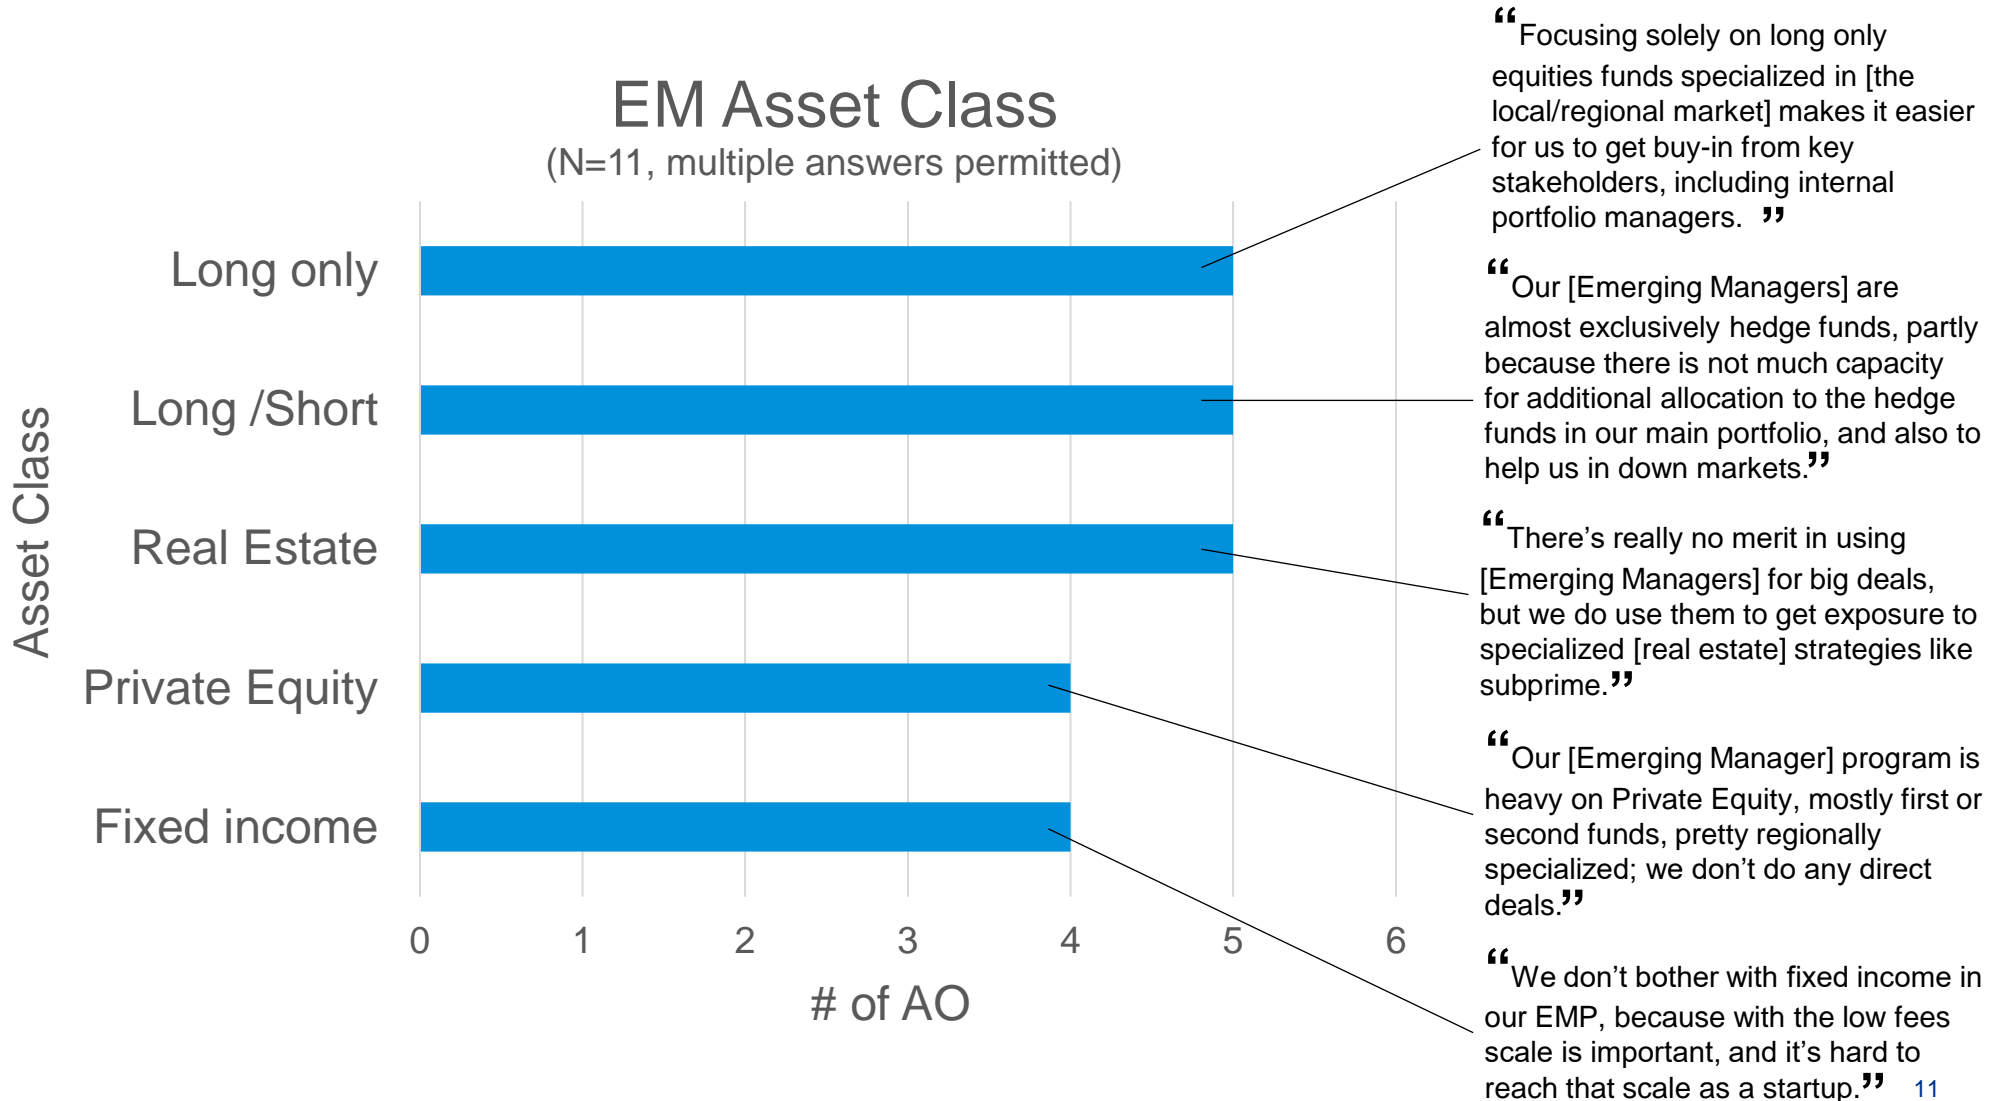 EM Asset Class
(N=11, multiple answers permitted)
Asset Class
Long only
Long /Short
Real Estate
Private Equity
Fixed income
0 1 2 3 4 5 6
# of AO
“Focusing solely on long only
equities funds specialized in [the
local/regional market] makes it easier
for us to get buy-in from key
stakeholders, including internal
portfolio managers. ”
“Our [Emerging Managers] are
almost exclusively hedge funds, partly
because there is not much capacity
for additional allocation to the hedge
funds in our main portfolio, and also to
help us in down markets.”
“There’s really no merit in using
[Emerging Managers] for big deals,
but we do use them to get exposure to
specialized [real estate] strategies like
subprime.”
“Our [Emerging Manager] program is
heavy on Private Equity, mostly first or
second funds, pretty regionally
specialized; we don’t do any direct
deals.”
“We don’t bother with fixed income in
our EMP, because with the low fees
scale is important, and it’s hard to
reach that scale as a startup.”
11